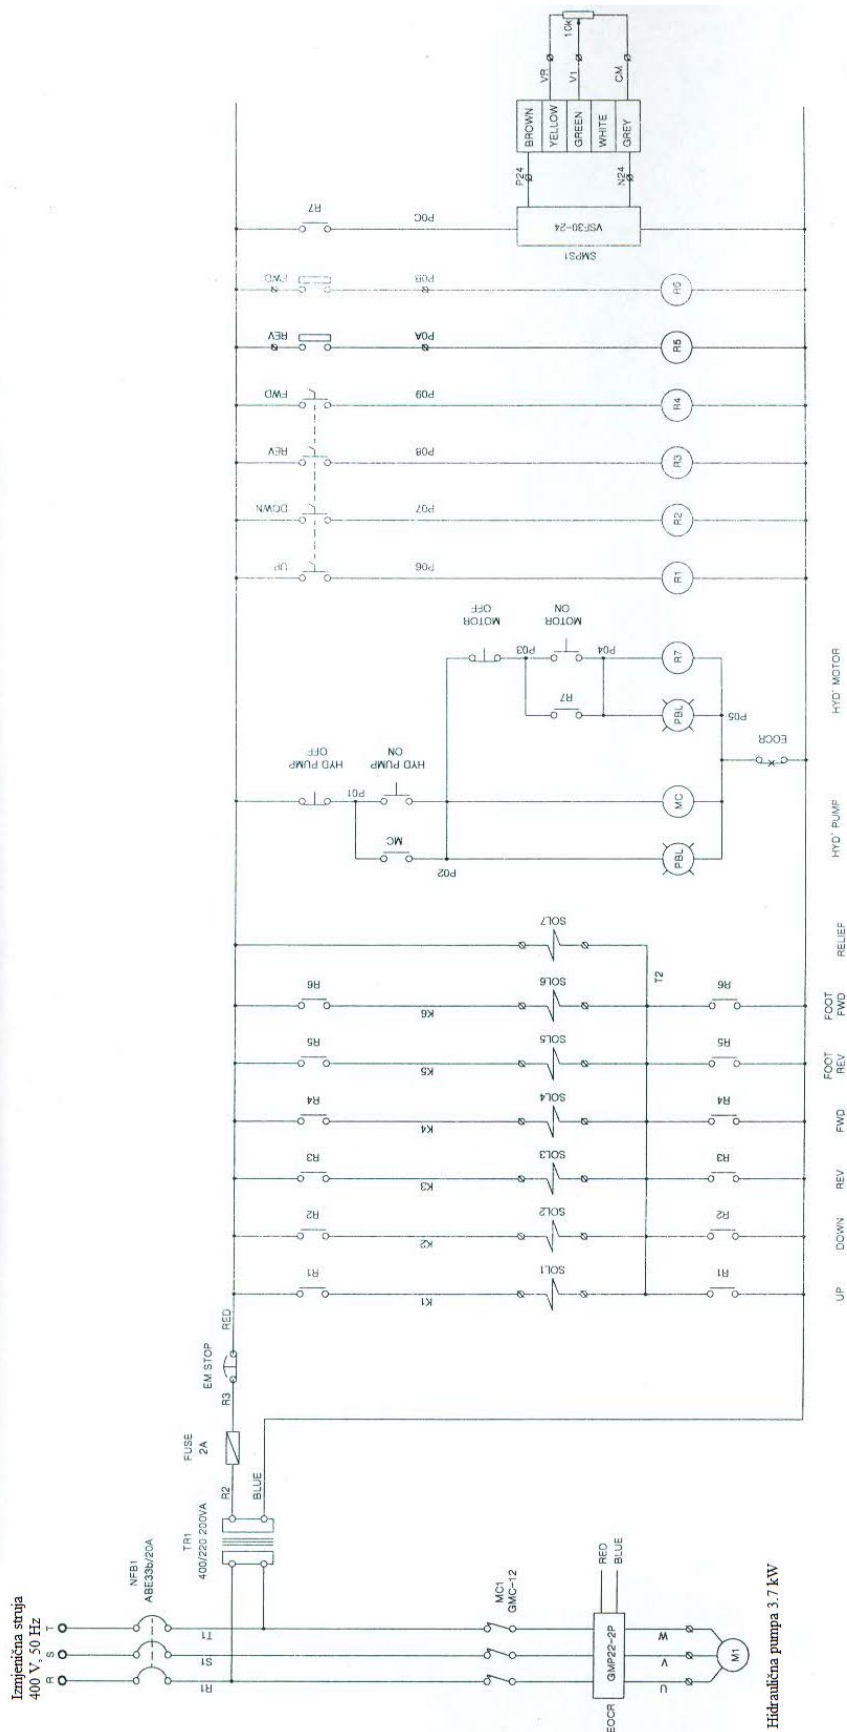 Izmjenična struja
400 V, 50 Hz
R
S
T
NFB1
ABE33b/20A
R1
S1
T1
TR1
400/220 200VA
R2
BLUE
FUSE
2A
R3
EM STOP
RED
MC1
GMC-12
EOCR
GMP22-2P
RED
BLUE
U
V
W
M1
Hidraulična pumpa 3.7 kW
R1
R2
R3
R4
R5
R6
K1
K2
K3
K4
K5
K6
SOL1
SOL2
SOL3
SOL4
SOL5
SOL6
SOL7
T2
R1
R2
R3
R4
R5
R6
UP
DOWN
REV
FWD
FOOT
REV
FOOT
FWD
RELIEF
HYD PUMP
OFF
P01
HYD PUMP
ON
MC
P02
PBL
MC
MOTOR
OFF
P03
MOTOR
ON
R7
P04
PBL
R7
P05
EOCR
HYD' PUMP
HYD' MOTOR
UP
DOWN
REV
FWD
REV
FWD
R7
P06
P07
P08
P09
P0A
P0B
P0C
R1
R2
R3
R4
R5
R6
SMPS1
VSF30-24
P24
N24
BROWN
YELLOW
GREEN
WHITE
GREY
VR
V1
CM
10k